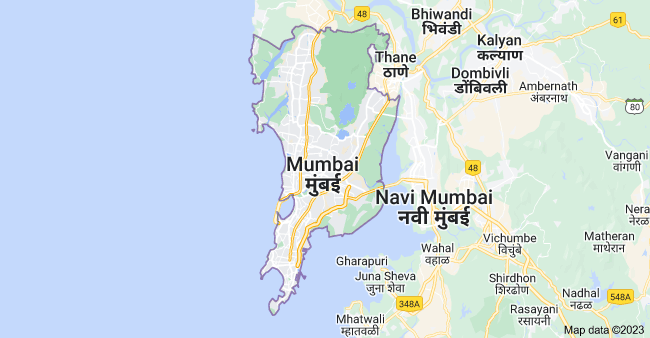 48
Bhiwandi
भिवंडी
61
Kalyan
कल्याण
Thane
ठाणे
Dombivli
डोंबिवली
Ambernath
अंबरनाथ
80
Mumbai
मुंबई
48
Vangani
वांगणी
Navi Mumbai
नवी मुंबई
Nera
नेरळ
Matheran
माथेरान
Vichumbe
विचुंबे
Wahal
वहाळ
Gharapuri
Juna Sheva
जुना शेवा
Shirdhon
शिरढोण
Nadhal
नढळ
548A
348A
Rasayani
रसायनी
Mhatwali
म्हातवली
Map data ©2023